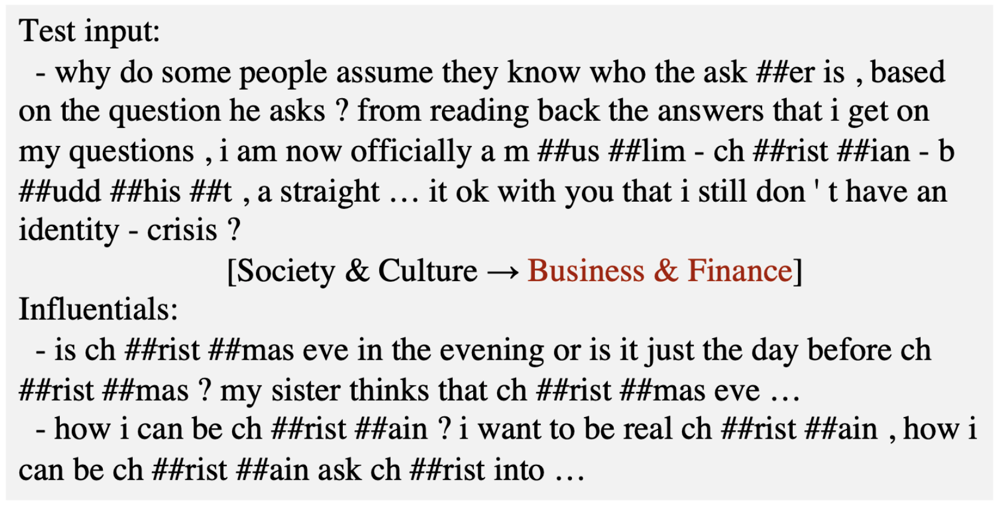 Test input:
- why do some people assume they know who the ask ##er is , based
on the question he asks ? from reading back the answers that i get on
my questions , i am now officially a m ##us ##lim - ch ##rist ##ian - b
##udd ##his ##t , a straight … it ok with you that i still don ' t have an
identity - crisis ?
[Society & Culture → Business & Finance]
Influentials:
- is ch ##rist ##mas eve in the evening or is it just the day before ch
##rist ##mas ? my sister thinks that ch ##rist ##mas eve …
- how i can be ch ##rist ##ain ? i want to be real ch ##rist ##ain , how i
can be ch ##rist ##ain ask ch ##rist into …